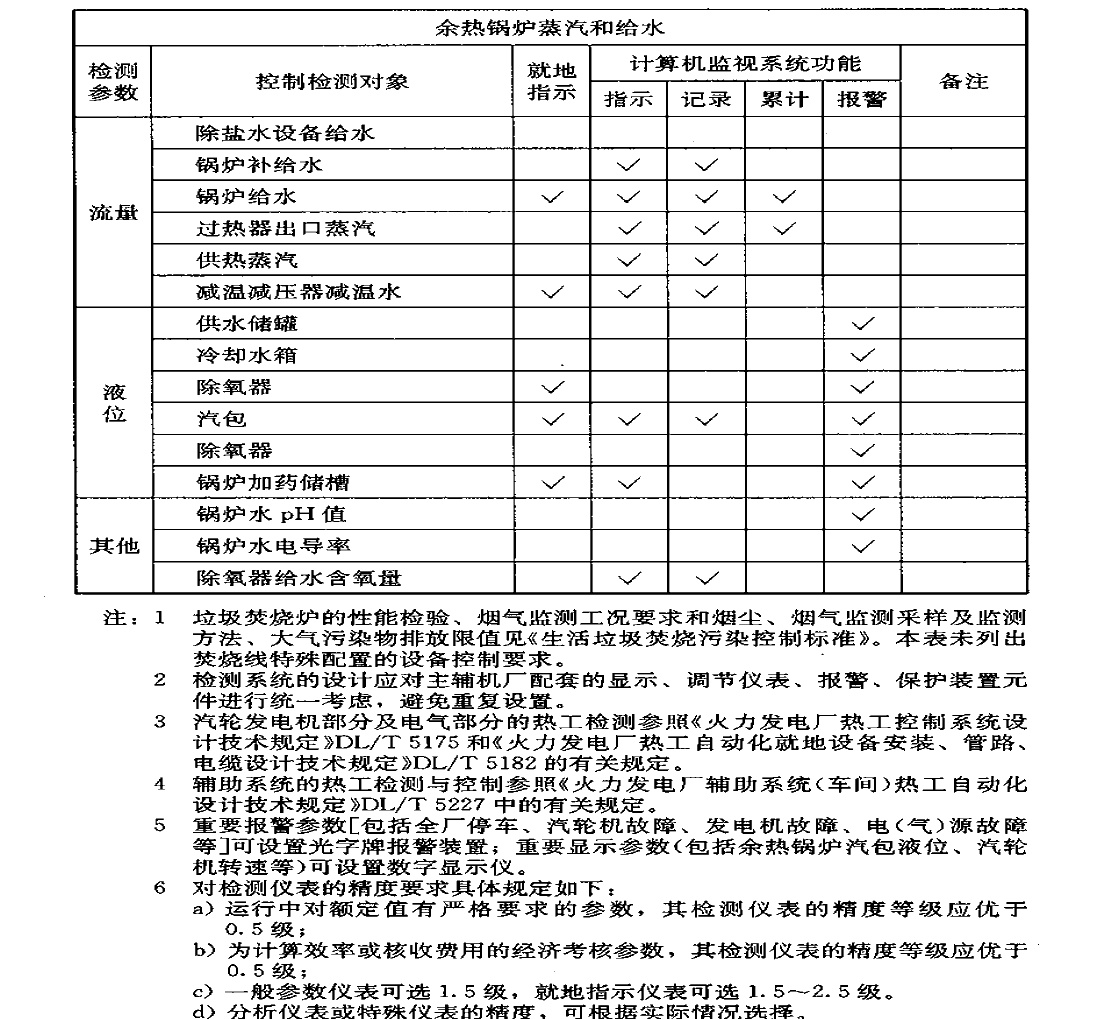 余热锅炉蒸汽和给水
检测参数 控制检测对象 就地指示 计算机监视系统功能 备注
指示 记录 累计 报警
流量 除盐水设备给水
锅炉补给水 ✓ ✓
锅炉给水 ✓ ✓ ✓ ✓
过热器出口蒸汽 ✓ ✓ ✓
供热蒸汽 ✓ ✓
减温减压器减温水 ✓ ✓ ✓
液位 供水储罐 ✓
冷却水箱 ✓
除氧器 ✓ ✓
汽包 ✓ ✓ ✓ ✓
除氧器 ✓
锅炉加药储槽 ✓ ✓ ✓
其他 锅炉水 pH 值 ✓
锅炉水电导率 ✓
除氧器给水含氧量 ✓ ✓
注：1 垃圾焚烧炉的性能检验、烟气监测工况要求和烟尘、烟气监测采样及监测
方法、大气污染物排放限值见《生活垃圾焚烧污染控制标准》。本表未列出
焚烧线特殊配置的设备控制要求。
2 检测系统的设计应对主辅机厂配套的显示、调节仪表、报警、保护装置元
件进行统一考虑，避免重复设置。
3 汽轮发电机部分及电气部分的热工检测参照《火力发电厂热工控制系统设
计技术规定》DL/T 5175 和《火力发电厂热工自动化就地设备安装、管路、
电缆设计技术规定》DL/T 5182 的有关规定。
4 辅助系统的热工检测与控制参照《火力发电厂辅助系统(车间)热工自动化
设计技术规定》DL/T 5227 中的有关规定。
5 重要报警参数[包括全厂停车、汽轮机故障、发电机故障、电(气)源故障
等]可设置光字牌报警装置；重要显示参数(包括余热锅炉汽包液位、汽轮
机转速等)可设置数字显示仪。
6 对检测仪表的精度要求具体规定如下：
a) 运行中对额定值有严格要求的参数，其检测仪表的精度等级应优于
0.5 级；
b) 为计算效率或核收费用的经济考核参数，其检测仪表的精度等级应优于
0.5 级；
c) 一般参数仪表可选 1.5 级，就地指示仪表可选 1.5～2.5 级。
d) 分析仪表或特殊仪表的精度，可根据实际情况选择。